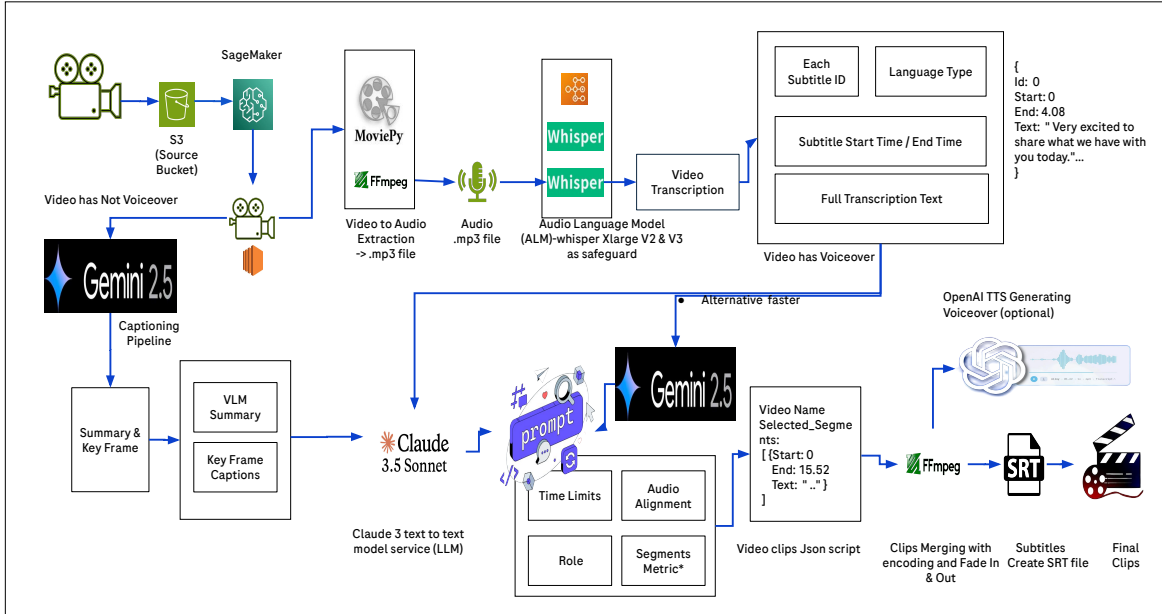 SageMaker
S3
(Source
Bucket)
MoviePy
FFmpeg
Video to Audio
Extraction
-> .mp3 file
Audio
.mp3 file
Whisper
Whisper
Audio Language Model
(ALM)-whisper Xlarge V2 & V3
as safeguard
Video
Transcription
Each
Subtitle ID
Language Type
Subtitle Start Time / End Time
Full Transcription Text
Video has Voiceover
{
Id: 0
Start: 0
End: 4.08
Text: " Very excited to
share what we have with
you today."...
}
Video has Not Voiceover
Gemini 2.5
Captioning
Pipeline
Summary &
Key Frame
VLM
Summary
Key Frame
Captions
Claude
3.5 Sonnet
Claude 3 text to text
model service (LLM)
• Alternative faster
Gemini 2.5
prompt
Time Limits
Audio
Alignment
Role
Segments
Metric*
Video Name
Selected_Segme
nts:
[ {Start: 0
End: 15.52
Text: " .." }
]
Video clips Json script
OpenAI TTS Generating
Voiceover (optional)
FFmpeg
Clips Merging with
encoding and Fade In
& Out
SRT
Subtitles
Create SRT file
Final
Clips